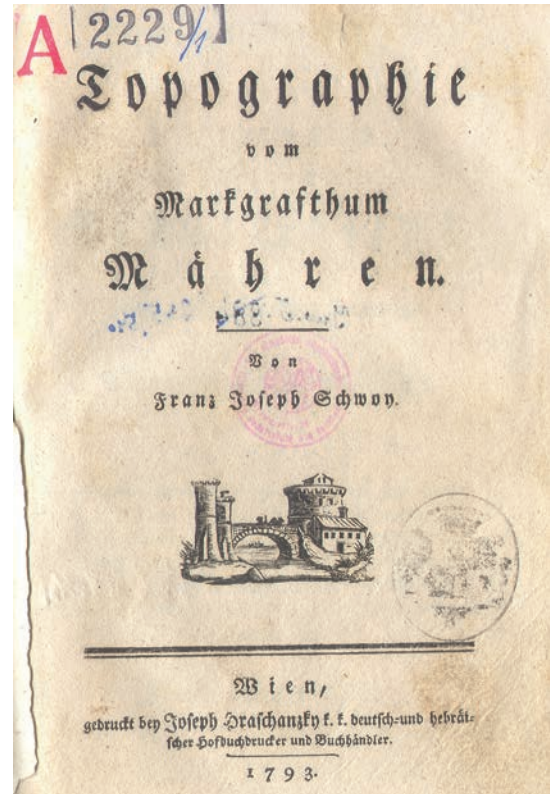 A
2229/1
Topographie
vom
Markgrafthum
Mähren.
Von
Franz Joseph Schwoy.
Wien,
gedruckt bey Joseph Hraschanzky k. k. deutsch-und hebräi-
scher Hofbuchdrucker und Buchhändler.
1793.